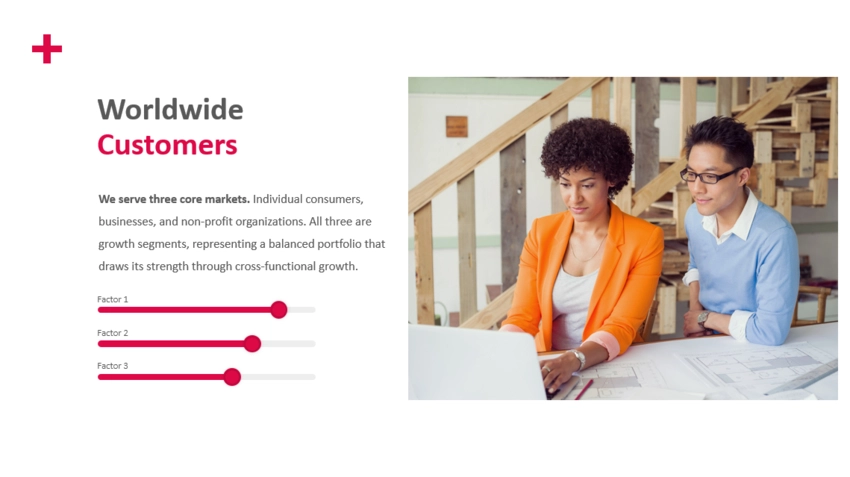 Worldwide
Customers
We serve three core markets. Individual consumers,
businesses, and non-profit organizations. All three are
growth segments, representing a balanced portfolio that
draws its strength through cross-functional growth.
Factor 1
Factor 2
Factor 3